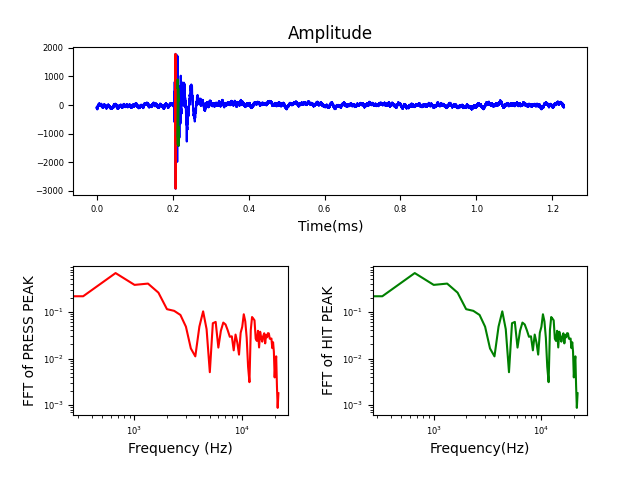 Amplitude
2000
1000
0
−1000
−2000
−3000
0.0 0.2 0.4 0.6 0.8 1.0 1.2
Time(ms)
FFT of PRESS PEAK
10⁻¹
10⁻²
10⁻³
10³ 10⁴
Frequency (Hz)
FFT of HIT PEAK
10⁻¹
10⁻²
10⁻³
10³ 10⁴
Frequency(Hz)